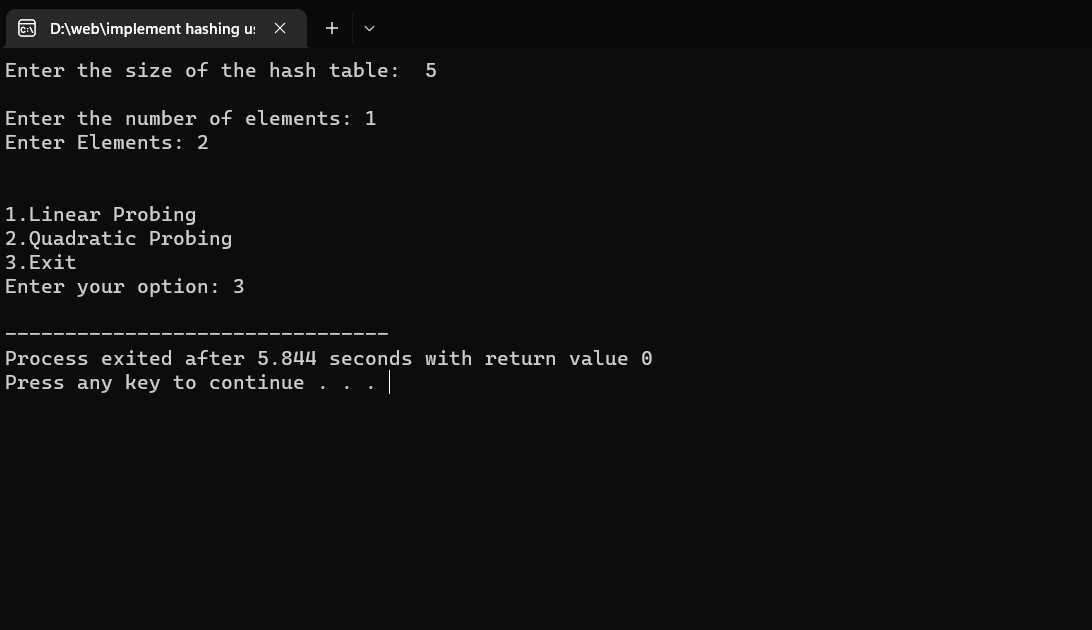 D:\web\implement hashing u
Enter the size of the hash table:  5
Enter the number of elements: 1
Enter Elements: 2
1.Linear Probing
2.Quadratic Probing
3.Exit
Enter your option: 3
--------------------------------
Process exited after 5.844 seconds with return value 0
Press any key to continue . . .